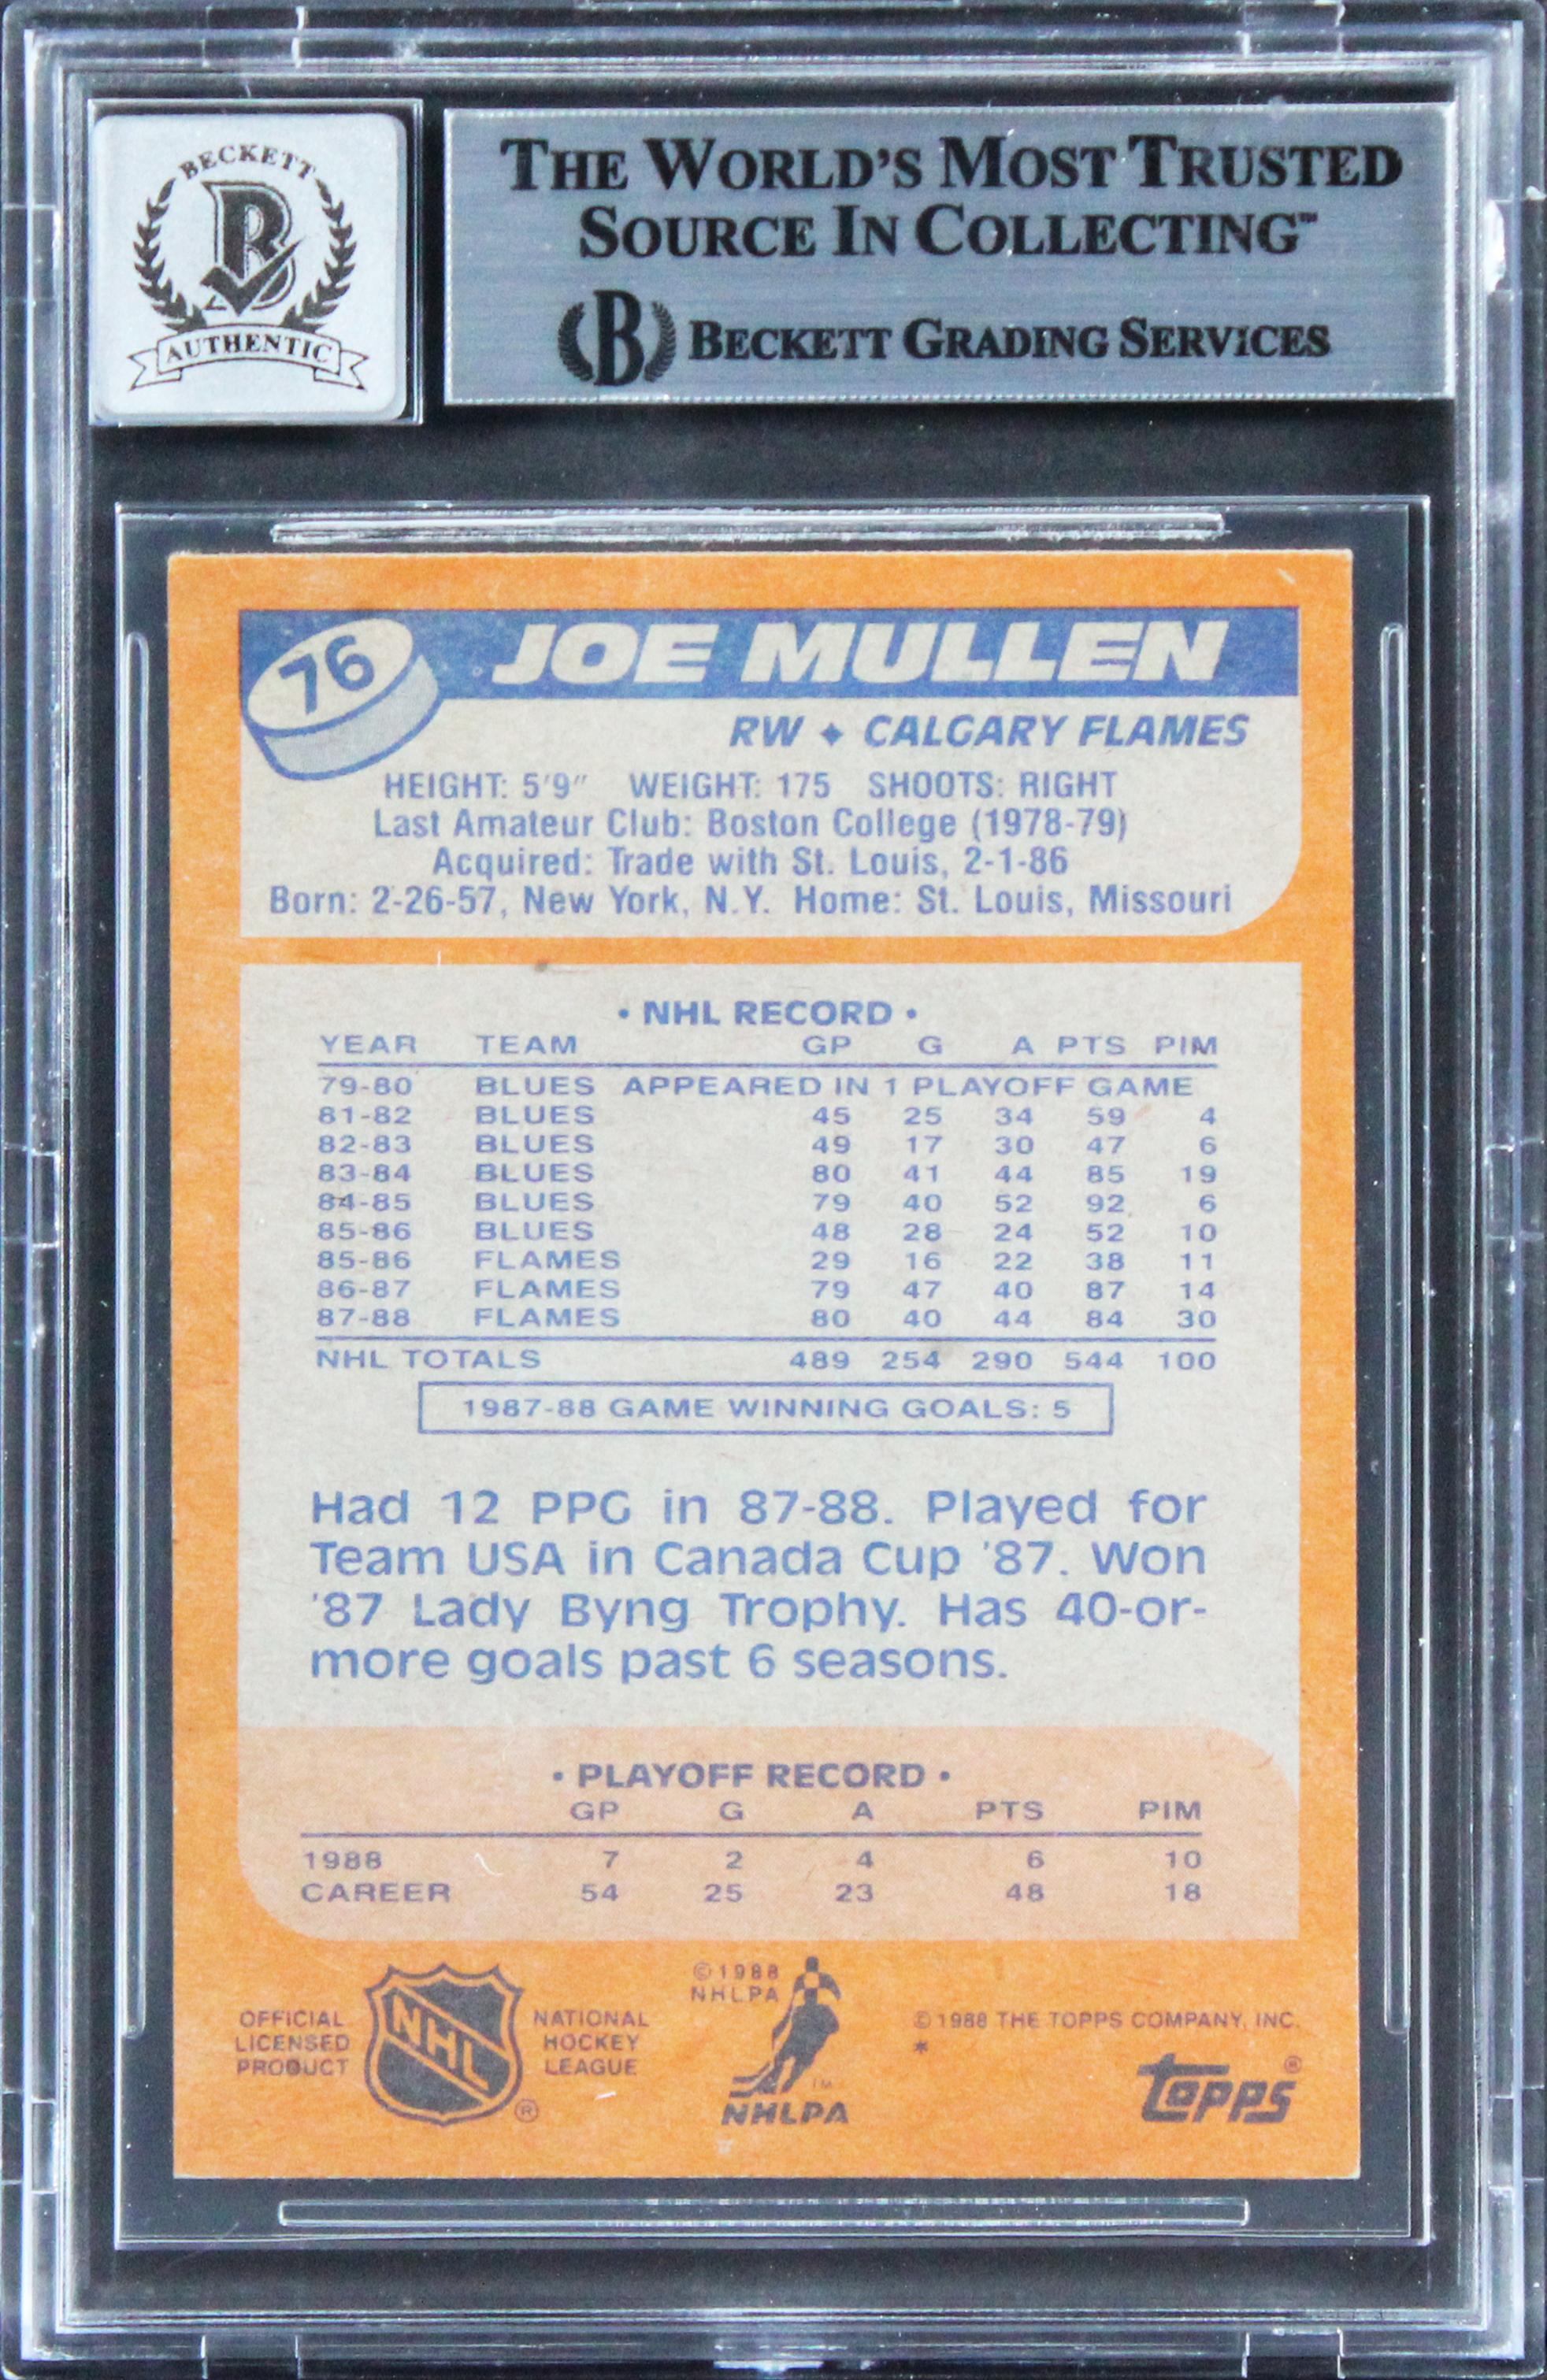 BECKETT
AUTHENTIC
THE WORLD'S MOST TRUSTED
SOURCE IN COLLECTING™
B BECKETT GRADING SERVICES
76 JOE MULLEN
RW ♦ CALGARY FLAMES
HEIGHT: 5'9" WEIGHT: 175 SHOOTS: RIGHT
Last Amateur Club: Boston College (1978-79)
Acquired: Trade with St. Louis, 2-1-86
Born: 2-26-57, New York, N.Y. Home: St. Louis, Missouri
• NHL RECORD •
YEAR TEAM GP G A PTS PIM
79-80 BLUES APPEARED IN 1 PLAYOFF GAME
81-82 BLUES 45 25 34 59 4
82-83 BLUES 49 17 30 47 6
83-84 BLUES 80 41 44 85 19
84-85 BLUES 79 40 52 92 6
85-86 BLUES 48 28 24 52 10
85-86 FLAMES 29 16 22 38 11
86-87 FLAMES 79 47 40 87 14
87-88 FLAMES 80 40 44 84 30
NHL TOTALS 489 254 290 544 100
1987-88 GAME WINNING GOALS: 5
Had 12 PPG in 87-88. Played for
Team USA in Canada Cup '87. Won
'87 Lady Byng Trophy. Has 40-or-
more goals past 6 seasons.
• PLAYOFF RECORD •
GP G A PTS PIM
1988 7 2 4 6 10
CAREER 54 25 23 48 18
OFFICIAL
LICENSED
PRODUCT
NHL
®
NATIONAL
HOCKEY
LEAGUE
©1988
NHLPA
TM
NHLPA
©1988 THE TOPPS COMPANY, INC.
*
topps®